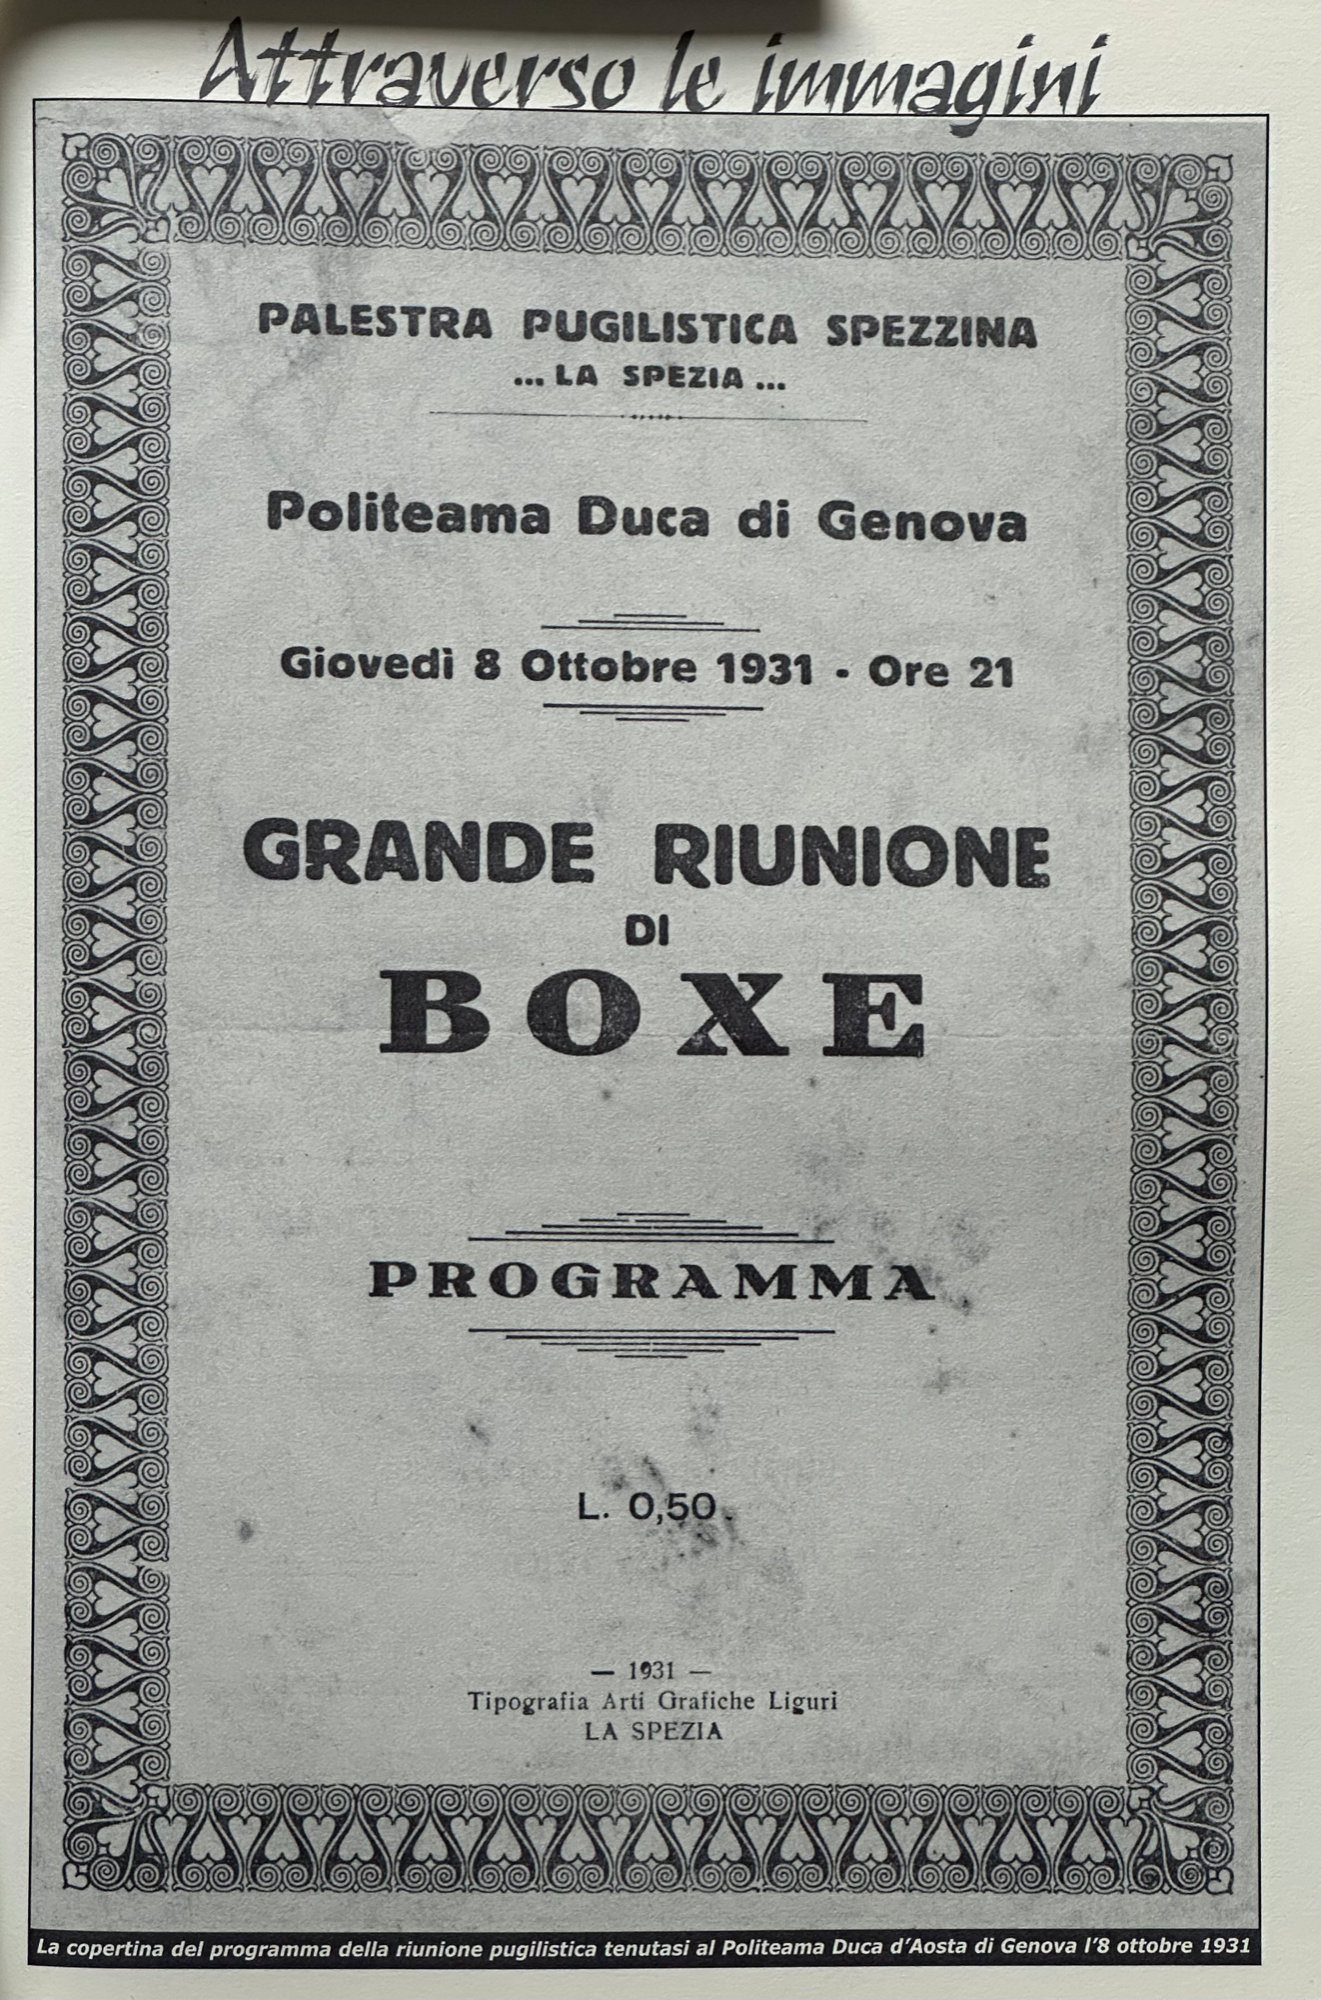 Attraverso le immagini
PALESTRA PUGILISTICA SPEZZINA
... LA SPEZIA ...
Politeama Duca di Genova
Giovedì 8 Ottobre 1931 - Ore 21
GRANDE RIUNIONE
DI
BOXE
PROGRAMMA
L. 0,50.
— 1931 —
Tipografia Arti Grafiche Liguri
LA SPEZIA
La copertina del programma della riunione pugilistica tenutasi al Politeama Duca d'Aosta di Genova l'8 ottobre 1931